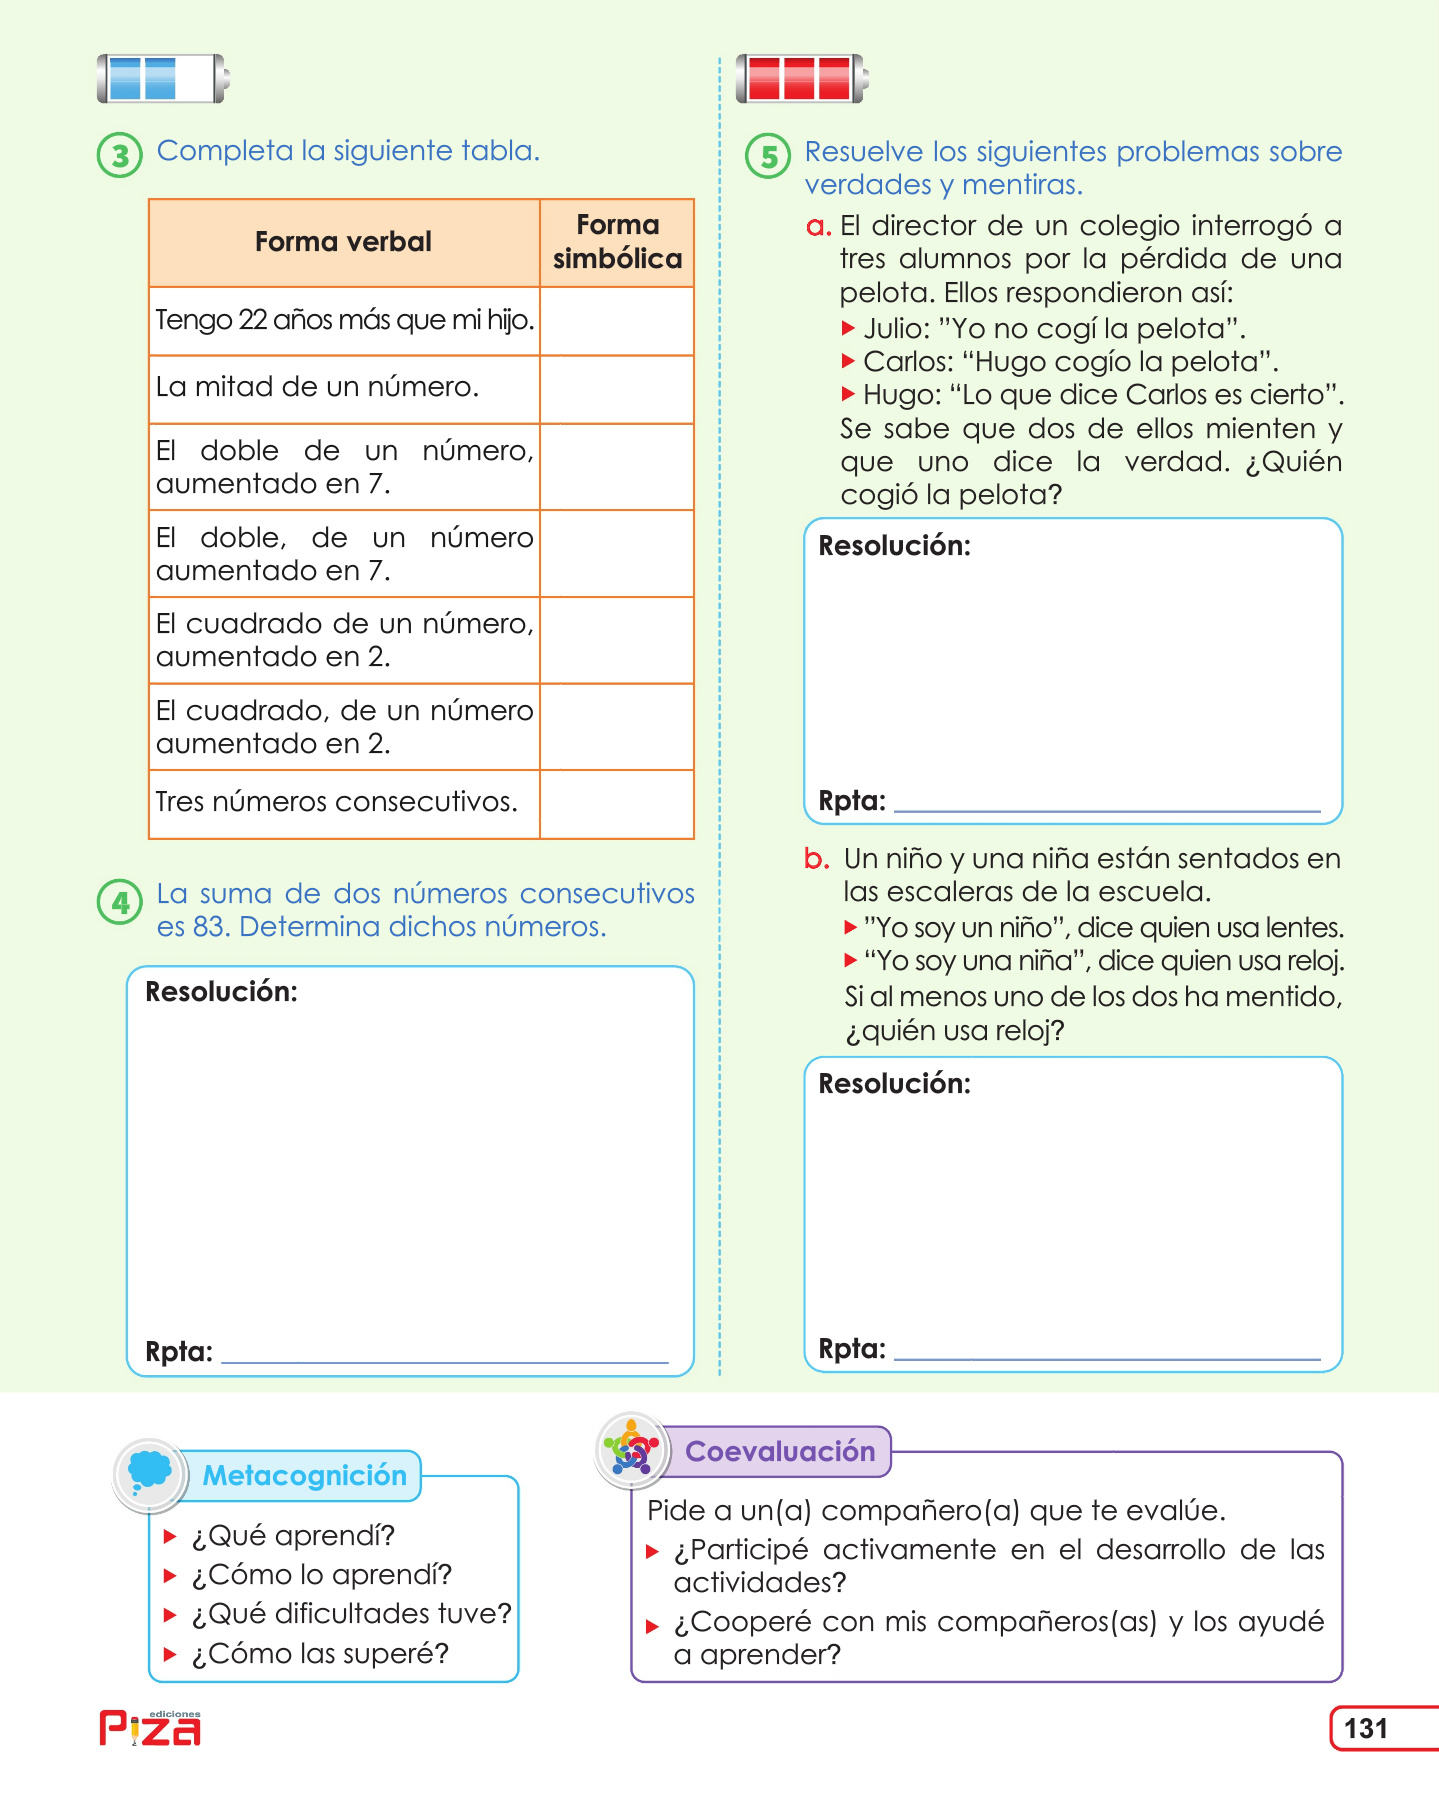 3 Completa la siguiente tabla.
Forma verbal
Forma
simbólica
Tengo 22 años más que mi hijo.
La mitad de un número.
El doble de un número,
aumentado en 7.
El doble, de un número
aumentado en 7.
El cuadrado de un número,
aumentado en 2.
El cuadrado, de un número
aumentado en 2.
Tres números consecutivos.
4 La suma de dos números consecutivos
es 83. Determina dichos números.
Resolución:
Rpta:
5 Resuelve los siguientes problemas sobre
verdades y mentiras.
a. El director de un colegio interrogó a
tres alumnos por la pérdida de una
pelota. Ellos respondieron así:
Julio: ”Yo no cogí la pelota”.
Carlos: “Hugo cogío la pelota”.
Hugo: “Lo que dice Carlos es cierto”.
Se sabe que dos de ellos mienten y
que uno dice la verdad. ¿Quién
cogió la pelota?
Resolución:
Rpta:
b. Un niño y una niña están sentados en
las escaleras de la escuela.
”Yo soy un niño”, dice quien usa lentes.
“Yo soy una niña”, dice quien usa reloj.
Si al menos uno de los dos ha mentido,
¿quién usa reloj?
Resolución:
Rpta:
Metacognición
¿Qué aprendí?
¿Cómo lo aprendí?
¿Qué dificultades tuve?
¿Cómo las superé?
Coevaluación
Pide a un(a) compañero(a) que te evalúe.
¿Participé activamente en el desarrollo de las
actividades?
¿Cooperé con mis compañeros(as) y los ayudé
a aprender?
ediciones
Piza
131